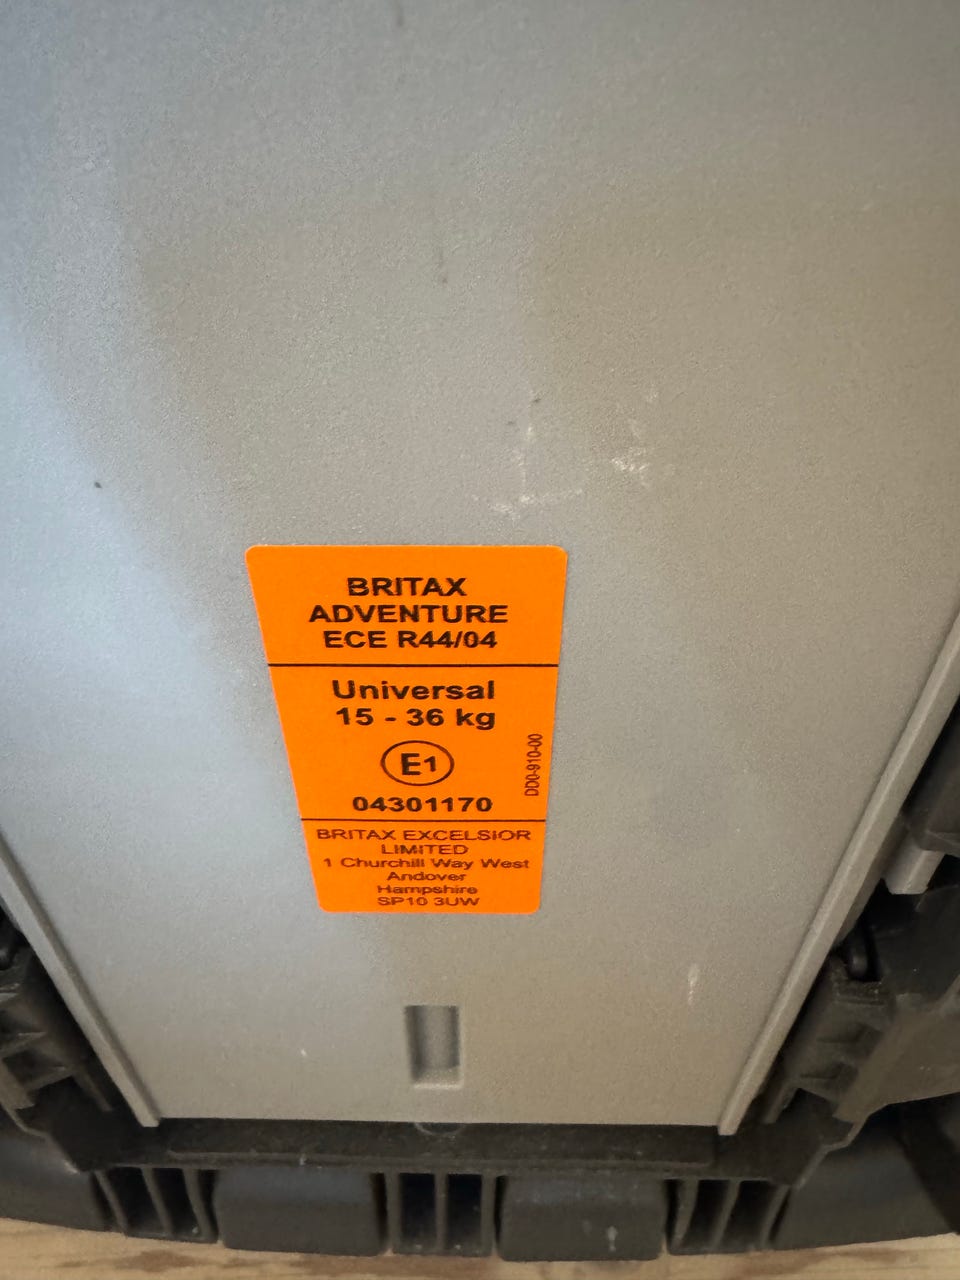 BRITAX
ADVENTURE
ECE R44/04
Universal
15 - 36 kg
E1
04301170
DD0-910-00
BRITAX EXCELSIOR
LIMITED
1 Churchill Way West
Andover
Hampshire
SP10 3UW